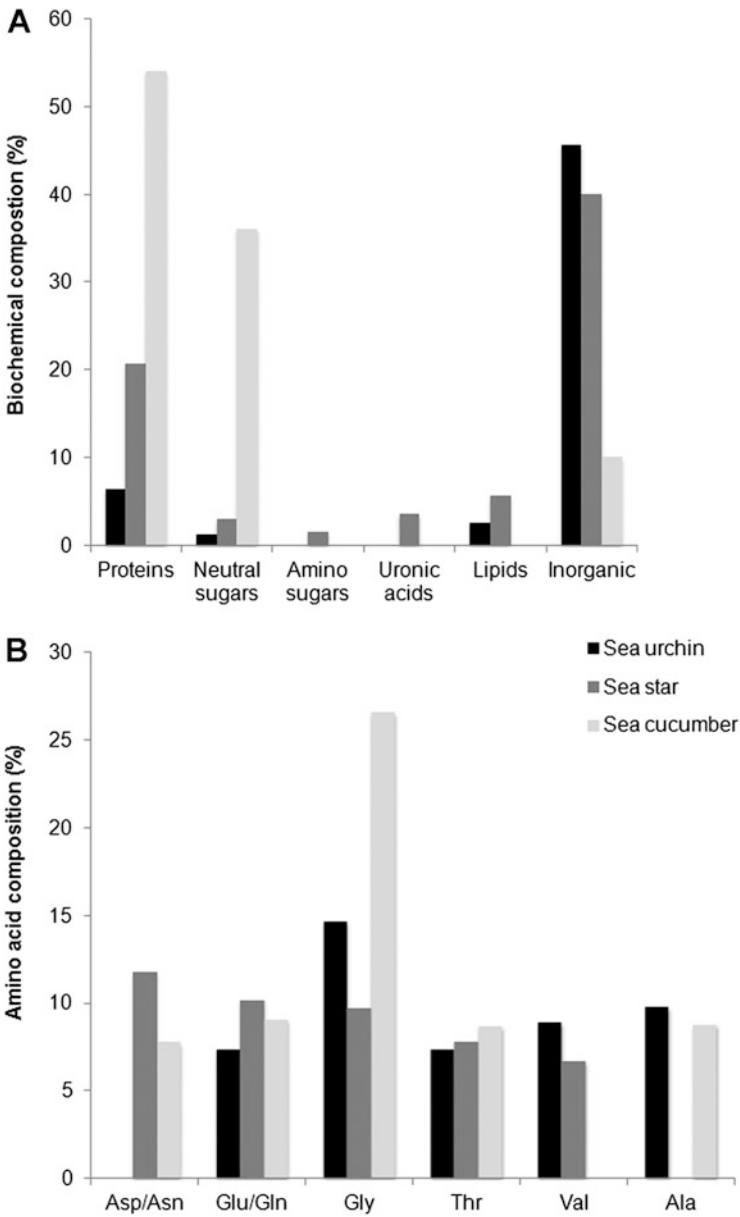 A
Biochemical compostion (%)
60
50
40
30
20
10
0
Proteins
Neutral
sugars
Amino
sugars
Uronic
acids
Lipids
Inorganic
B
Amino acid composition (%)
30
25
20
15
10
5
0
Sea urchin
Sea star
Sea cucumber
Asp/Asn
Glu/Gln
Gly
Thr
Val
Ala